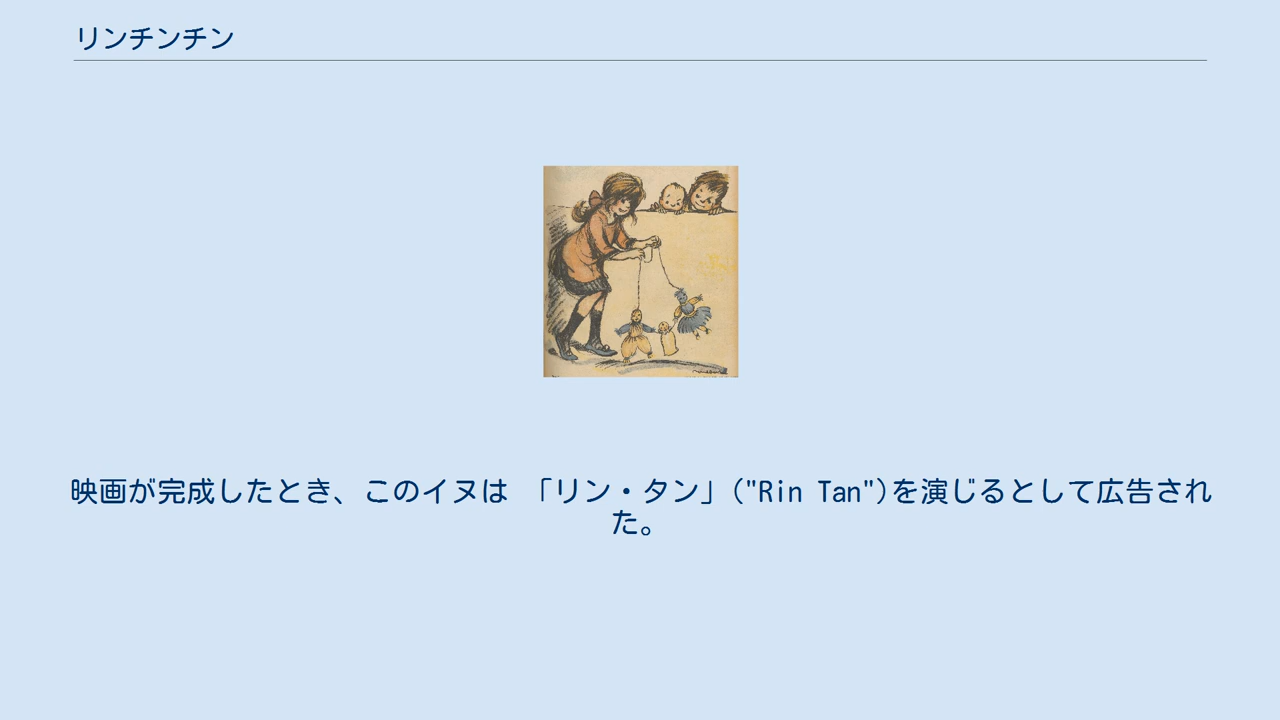 リンチンチン
映画が完成したとき、このイヌは 「リン・タン」("Rin Tan")を演じるとして広告され
た。